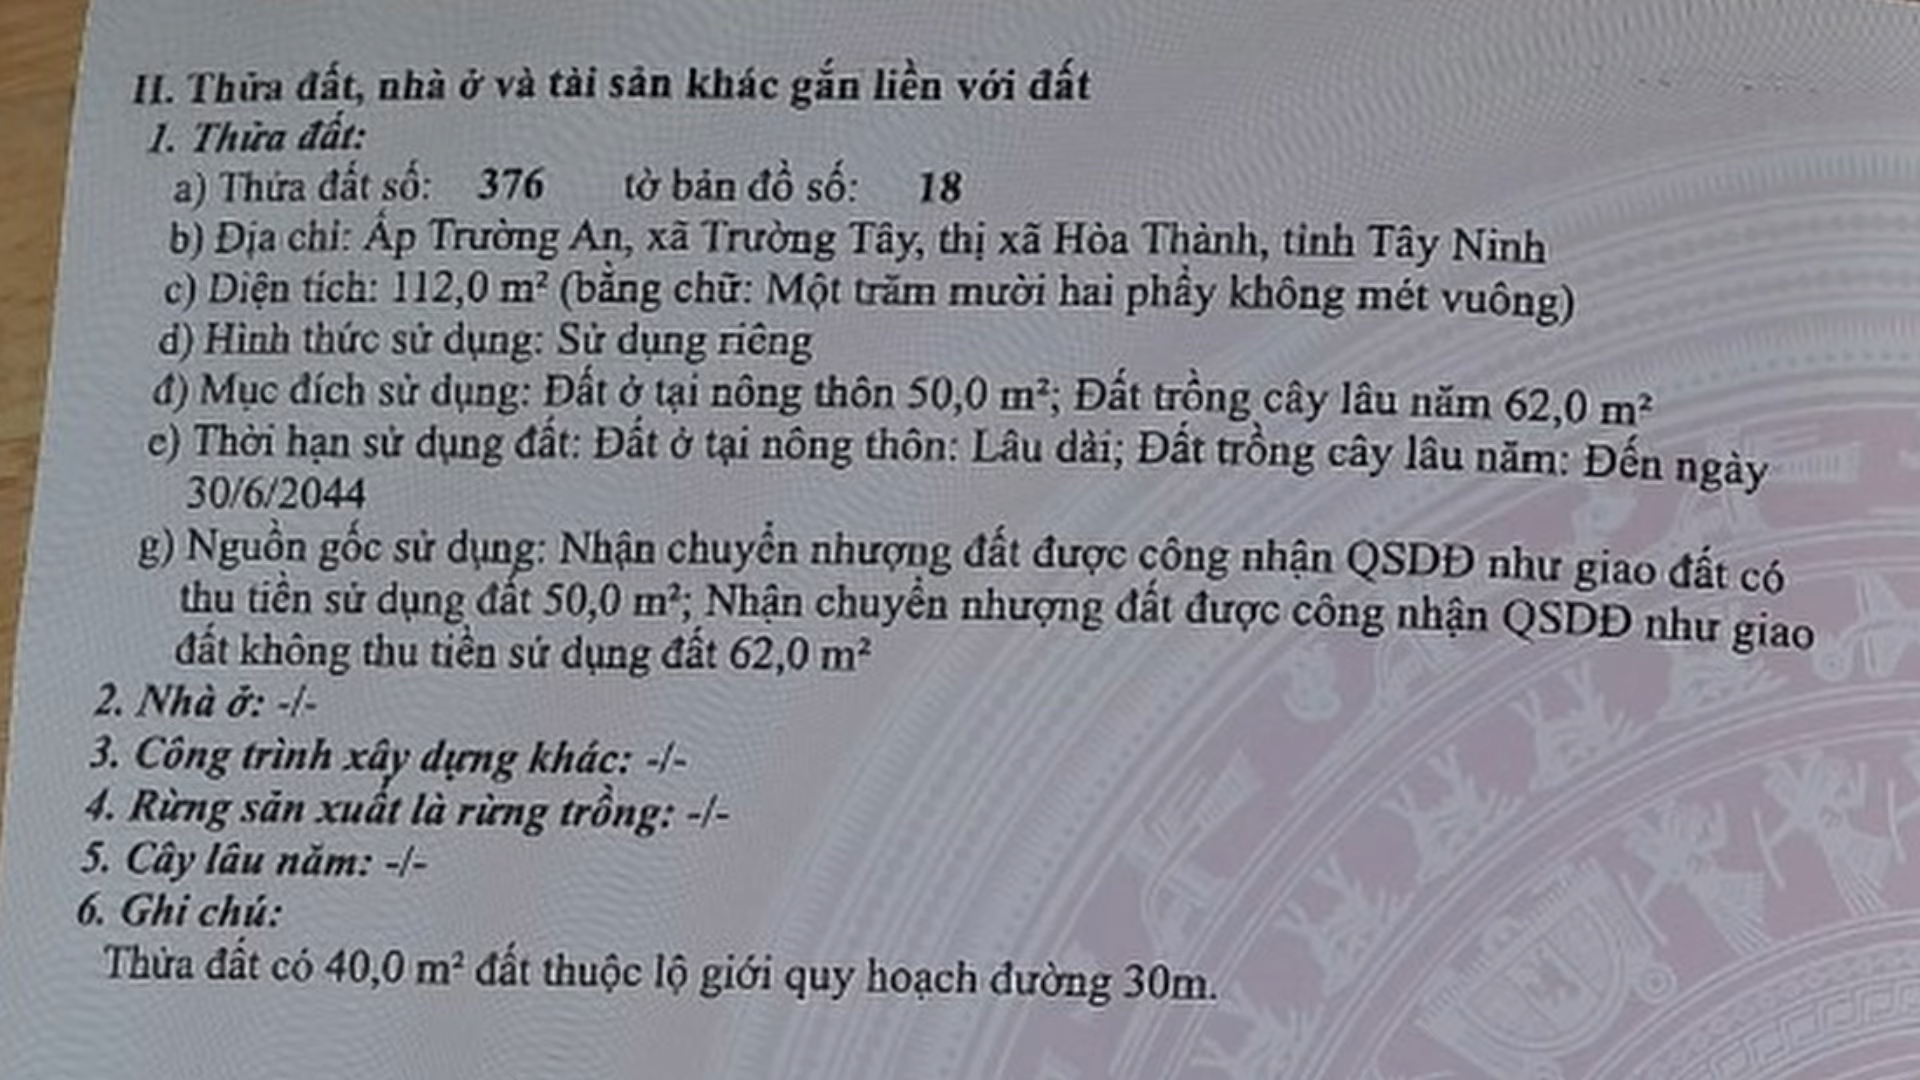 II. Thửa đất, nhà ở và tài sản khác gắn liền với đất
1. Thửa đất:
a) Thửa đất số: 376 tờ bản đồ số: 18
b) Địa chỉ: Ấp Trường An, xã Trường Tây, thị xã Hòa Thành, tỉnh Tây Ninh
c) Diện tích: 112,0 m² (bằng chữ: Một trăm mười hai phẩy không mét vuông)
d) Hình thức sử dụng: Sử dụng riêng
đ) Mục đích sử dụng: Đất ở tại nông thôn 50,0 m²; Đất trồng cây lâu năm 62,0 m²
e) Thời hạn sử dụng đất: Đất ở tại nông thôn: Lâu dài; Đất trồng cây lâu năm: Đến ngày
30/6/2044
g) Nguồn gốc sử dụng: Nhận chuyển nhượng đất được công nhận QSDĐ như giao đất có
thu tiền sử dụng đất 50,0 m²; Nhận chuyển nhượng đất được công nhận QSDĐ như giao
đất không thu tiền sử dụng đất 62,0 m²
2. Nhà ở: -/-
3. Công trình xây dựng khác: -/-
4. Rừng sản xuất là rừng trồng: -/-
5. Cây lâu năm: -/-
6. Ghi chú:
Thửa đất có 40,0 m² đất thuộc lộ giới quy hoạch đường 30m.